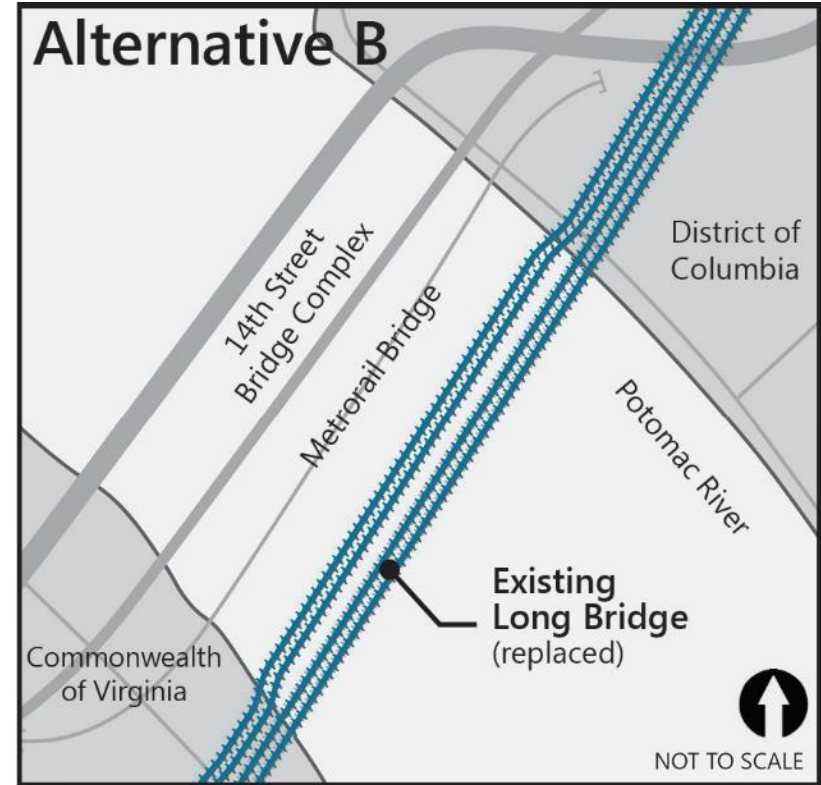 Alternative B
14th Street
Bridge Complex
Metrorail Bridge
District of
Columbia
Potomac River
Existing
Long Bridge
(replaced)
Commonwealth
of Virginia
NOT TO SCALE